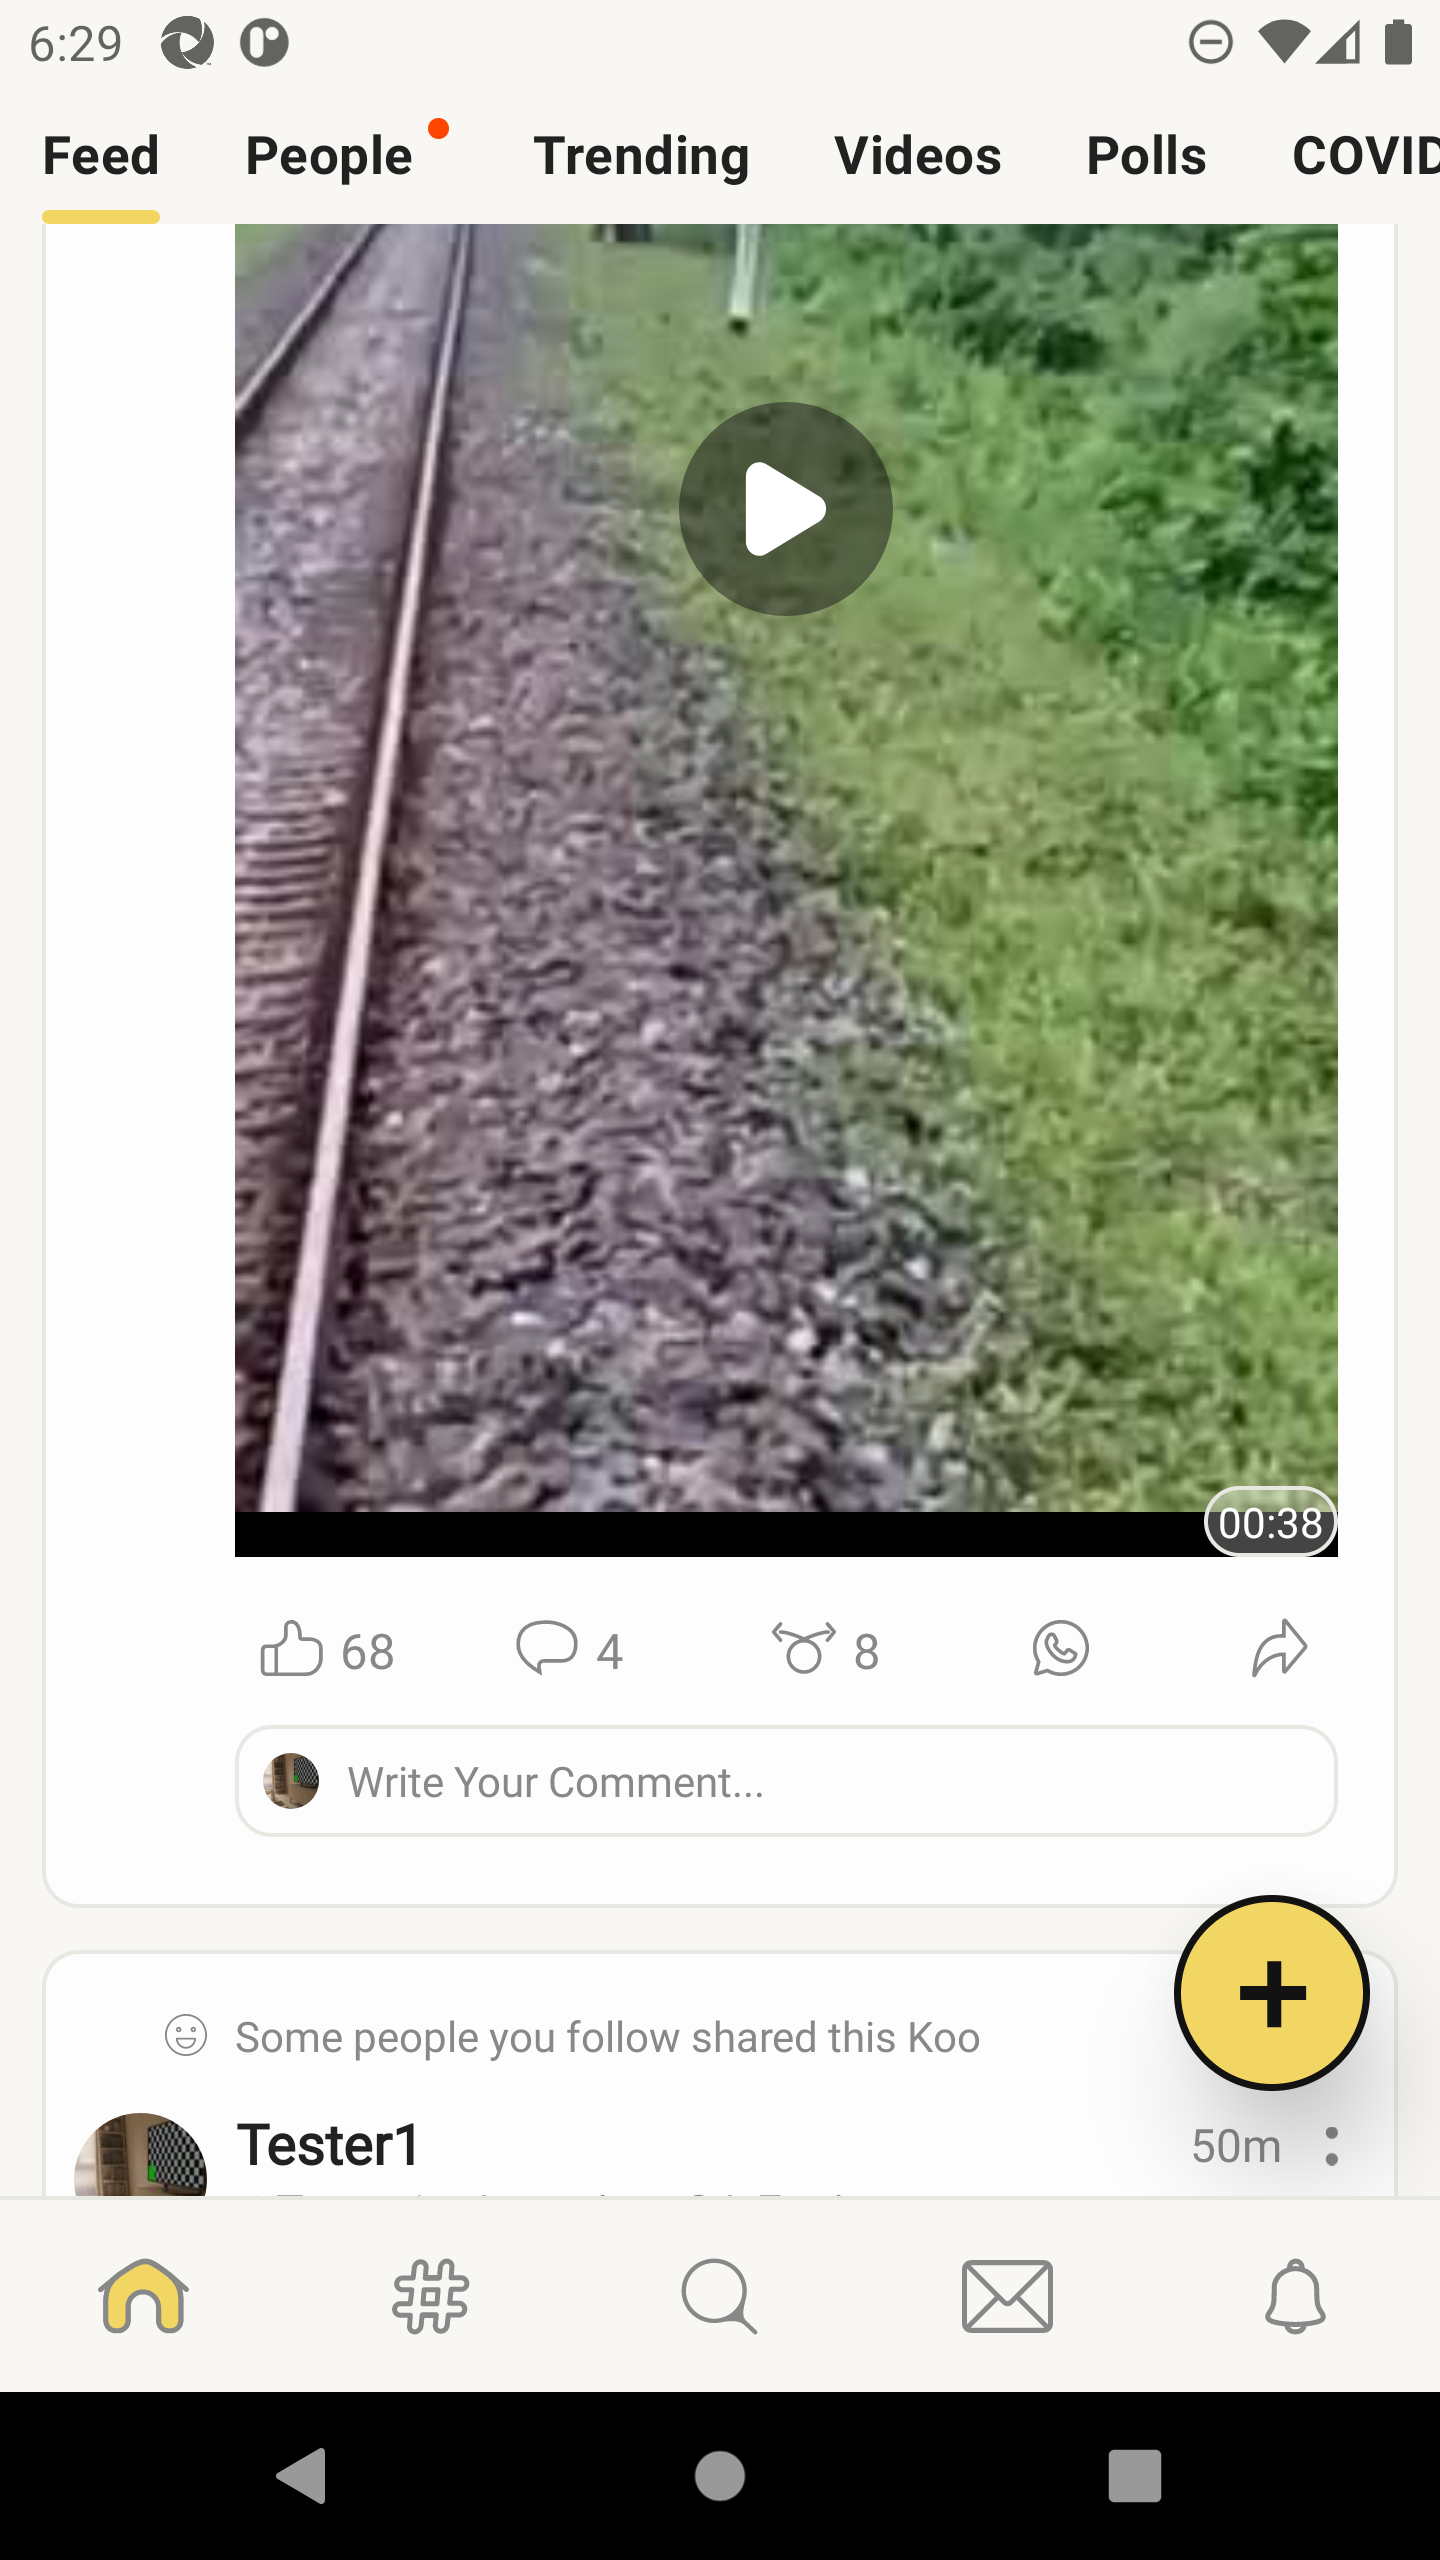 6:29
Feed People Trending Videos Polls COVID
00:38
68 4 8
Write Your Comment...
Some people you follow shared this Koo
Tester1 50m